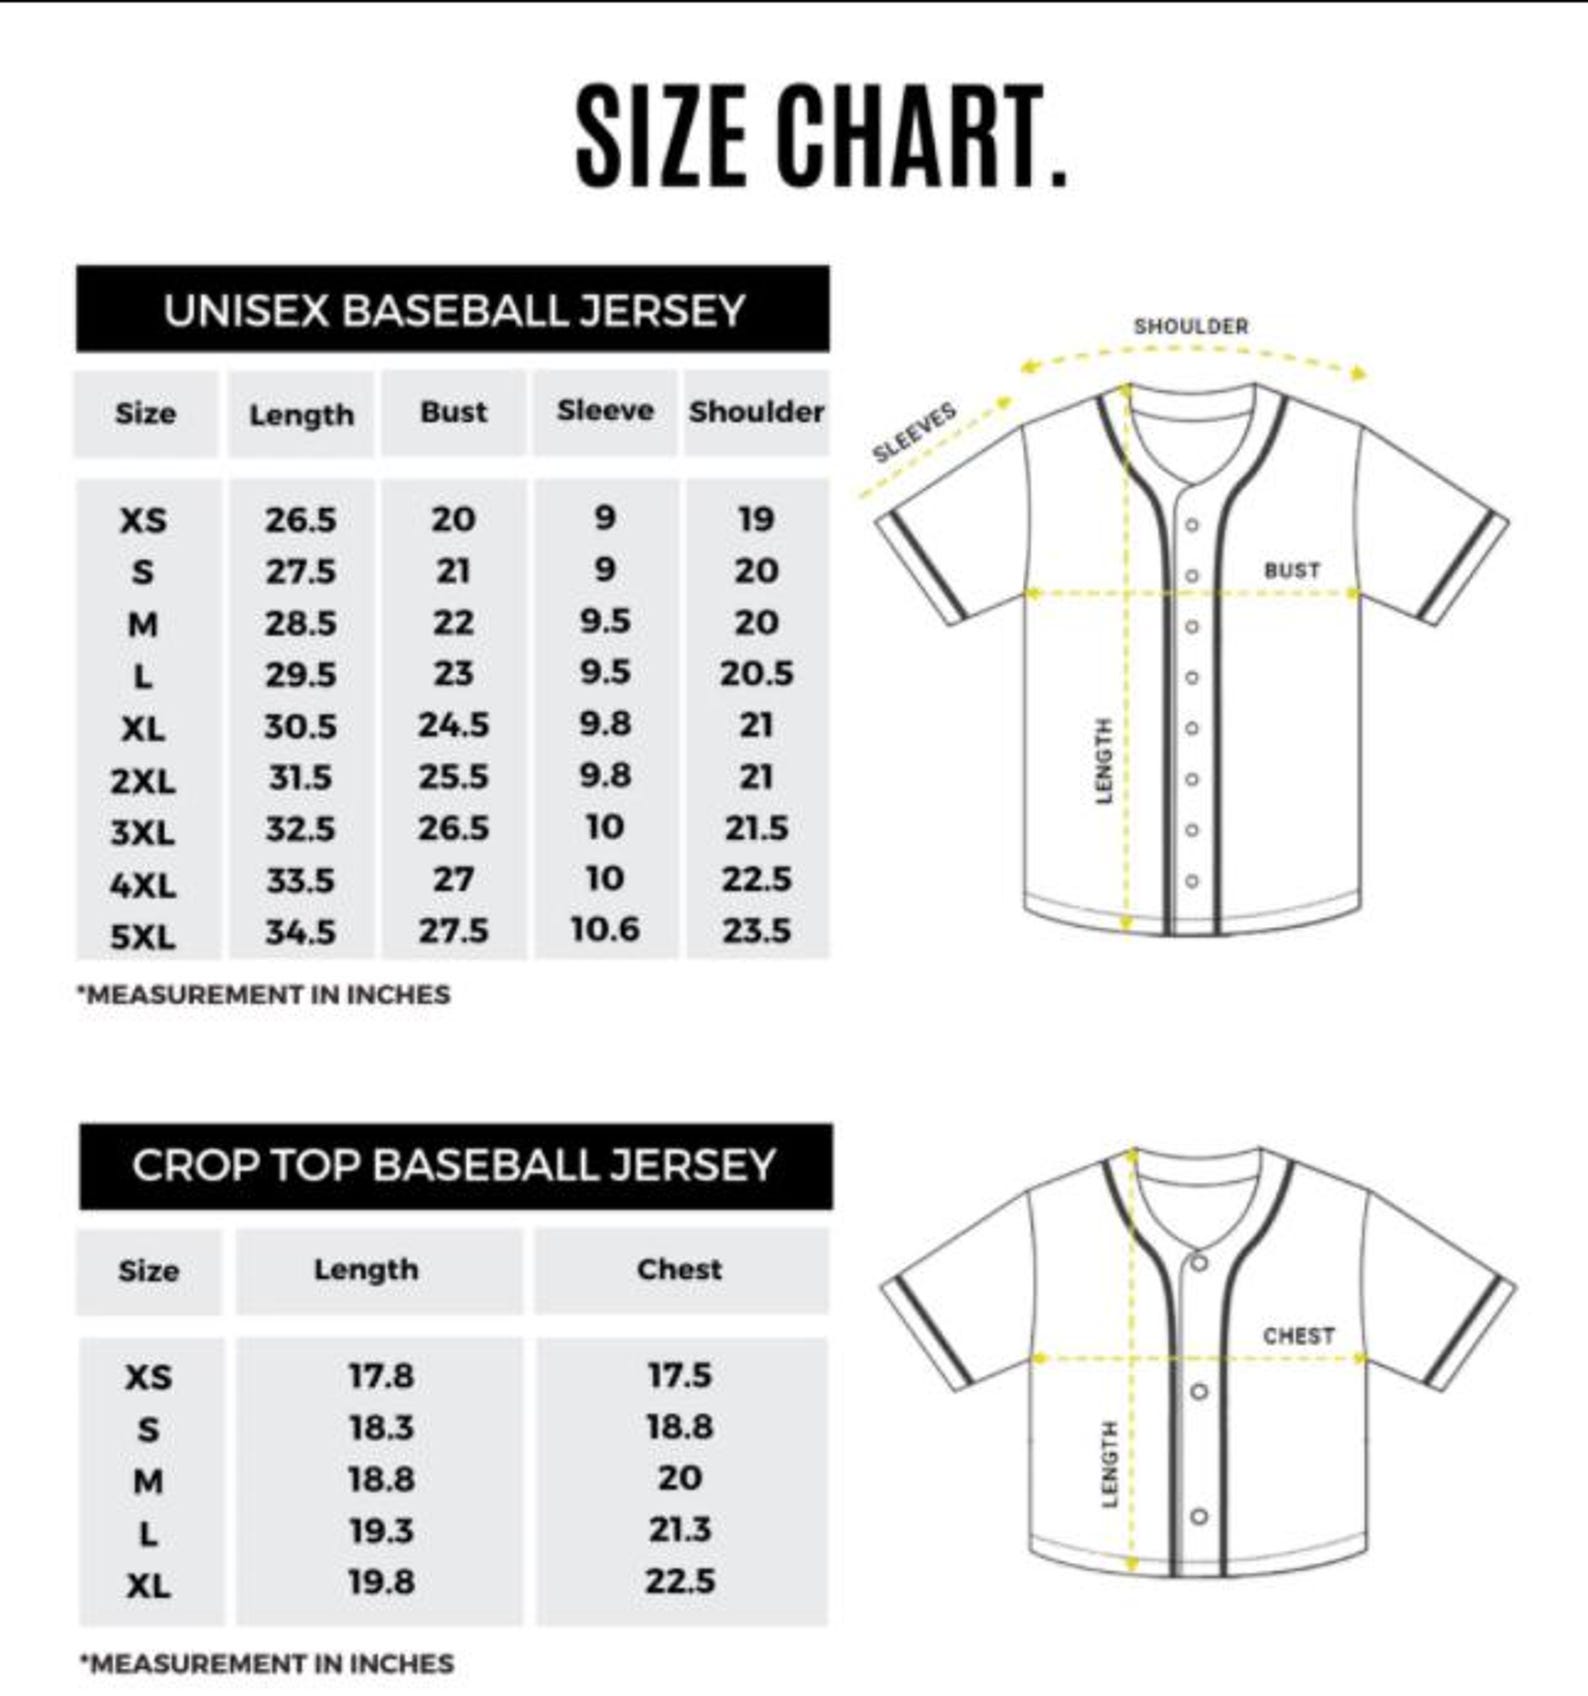 SIZE CHART.
UNISEX BASEBALL JERSEY
Size Length Bust Sleeve Shoulder
XS 26.5 20 9 19
S 27.5 21 9 20
M 28.5 22 9.5 20
L 29.5 23 9.5 20.5
XL 30.5 24.5 9.8 21
2XL 31.5 25.5 9.8 21
3XL 32.5 26.5 10 21.5
4XL 33.5 27 10 22.5
5XL 34.5 27.5 10.6 23.5
*MEASUREMENT IN INCHES
SHOULDER
SLEEVES
BUST
LENGTH
CROP TOP BASEBALL JERSEY
Size Length Chest
XS 17.8 17.5
S 18.3 18.8
M 18.8 20
L 19.3 21.3
XL 19.8 22.5
*MEASUREMENT IN INCHES
CHEST
LENGTH